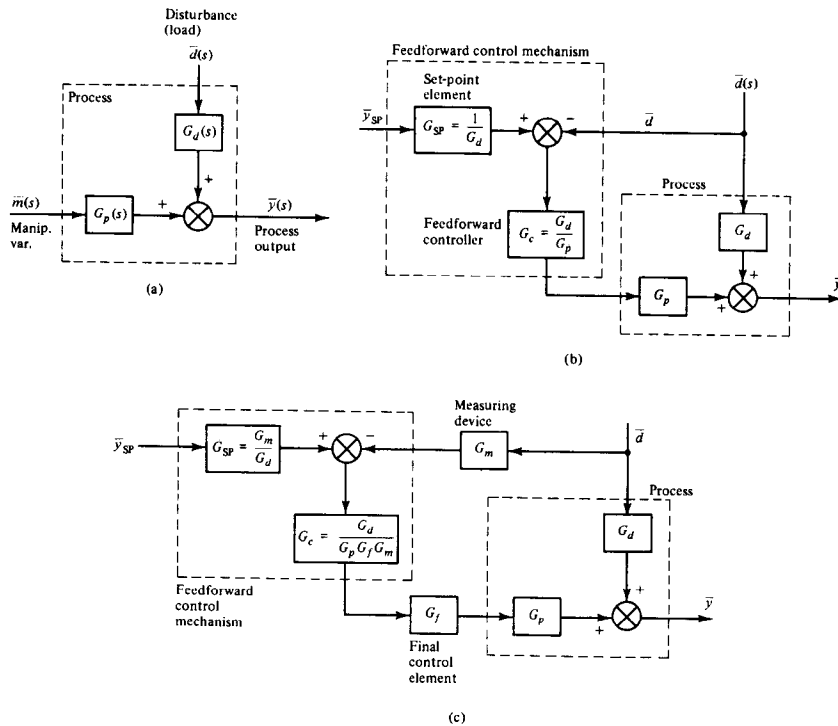 Disturbance
(load)
d̅(s)
Process
G_d(s)
+
m̅(s)
Manip.
var.
G_p(s)
+
y̅(s)
Process
output
(a)
Feedforward control mechanism
Set-point
element
y̅_SP
G_SP = 1/G_d
+
−
d̅
d̅(s)
Feedforward
controller
G_c = G_d/G_p
Process
G_d
+
G_p
+
y̅
(b)
Measuring
device
d̅
y̅_SP
G_SP = G_m/G_d
+
−
G_m
Process
G_c = G_d/(G_p G_f G_m)
G_d
+
Feedforward
control
mechanism
G_f
G_p
+
y̅
Final
control
element
(c)